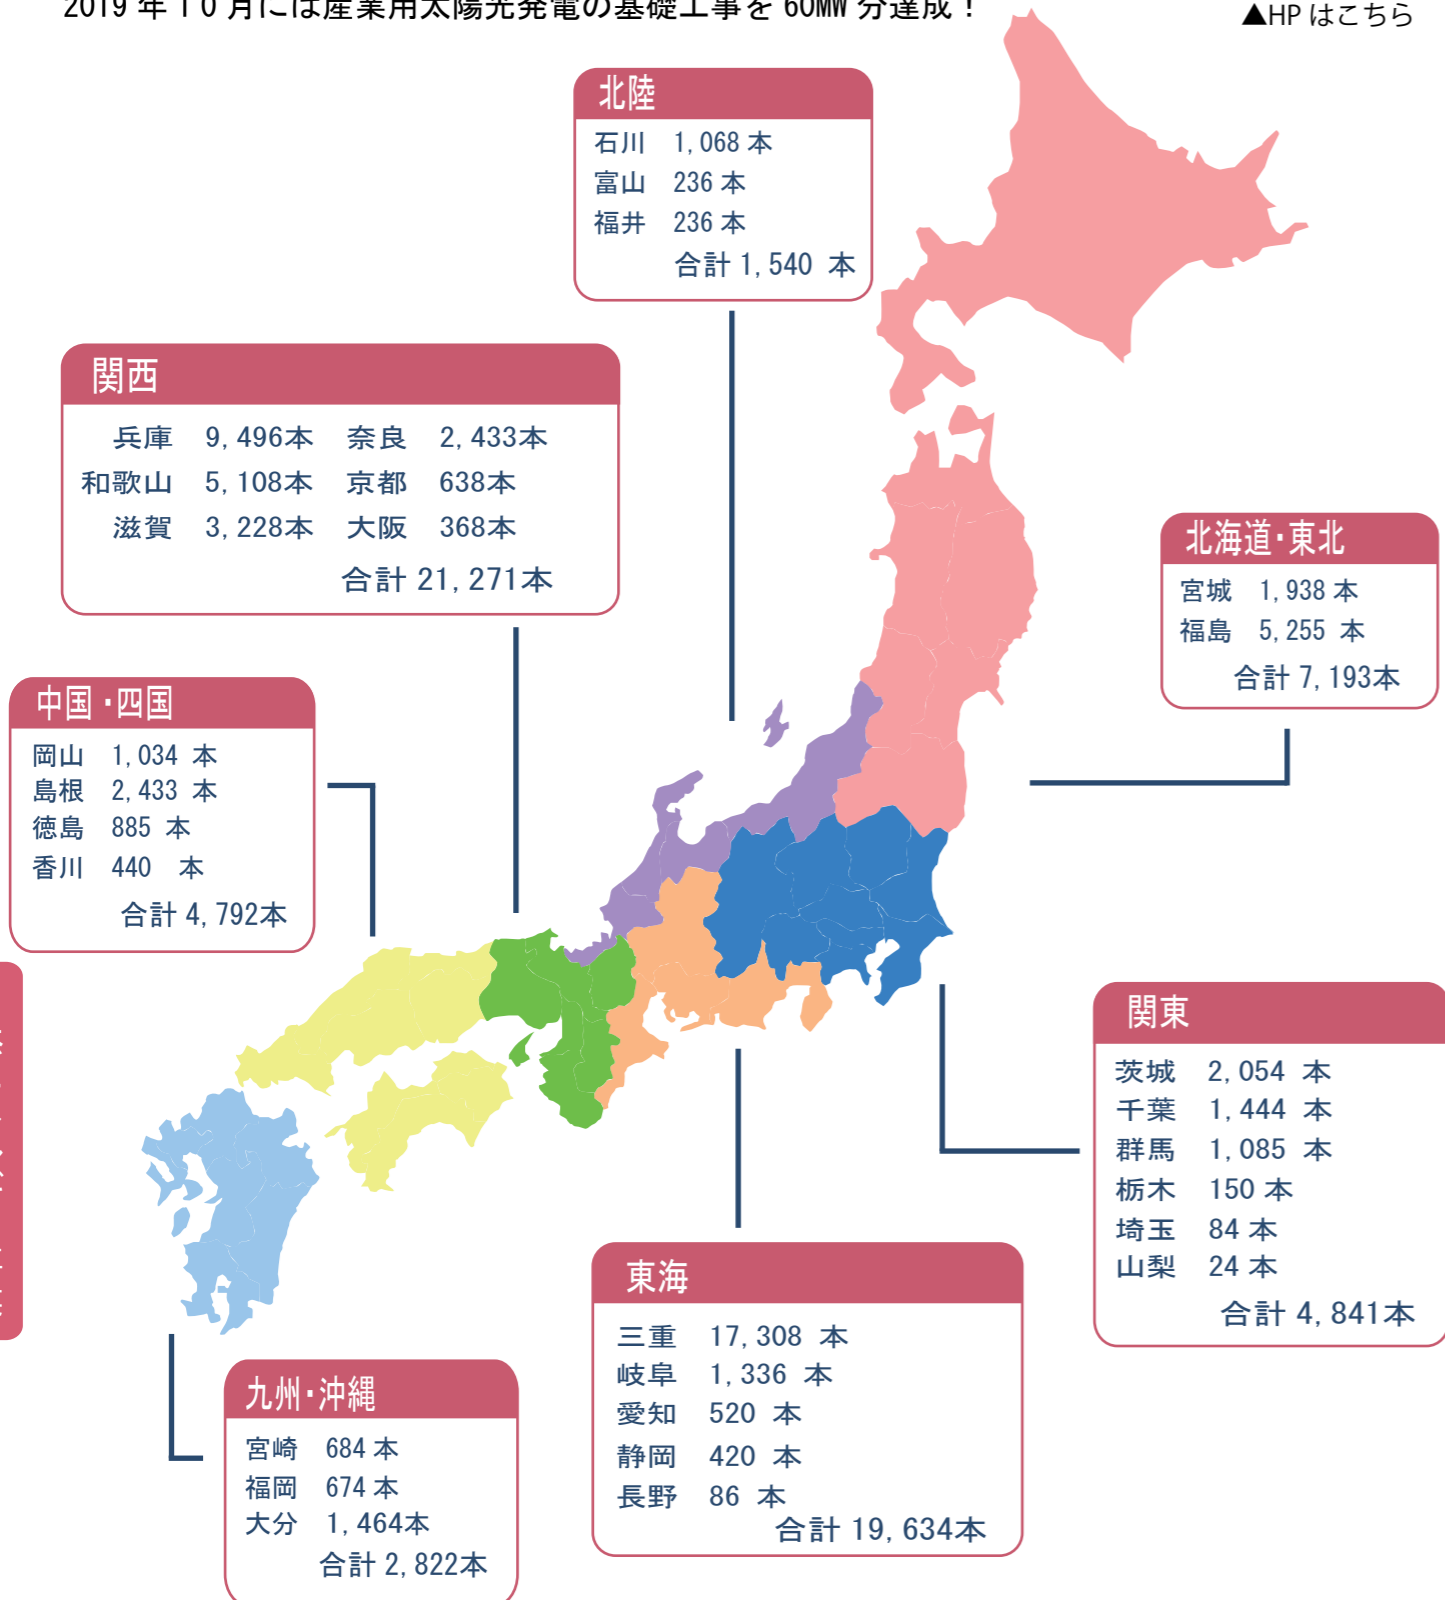 2019 年 10 月には産業用太陽光発電の基礎工事を 60MW 分達成！
▲HP はこちら
北陸
石川 1,068 本
富山 236 本
福井 236 本
合計 1,540 本
関西
兵庫 9,496本 奈良 2,433本
和歌山 5,108本 京都 638本
滋賀 3,228本 大阪 368本
合計 21,271本
北海道・東北
宮城 1,938 本
福島 5,255 本
合計 7,193本
中国・四国
岡山 1,034 本
島根 2,433 本
徳島 885 本
香川 440 本
合計 4,792本
関東
茨城 2,054 本
千葉 1,444 本
群馬 1,085 本
栃木 150 本
埼玉 84 本
山梨 24 本
合計 4,841本
東海
三重 17,308 本
岐阜 1,336 本
愛知 520 本
静岡 420 本
長野 86 本
合計 19,634本
九州・沖縄
宮崎 684 本
福岡 674 本
大分 1,464本
合計 2,822本